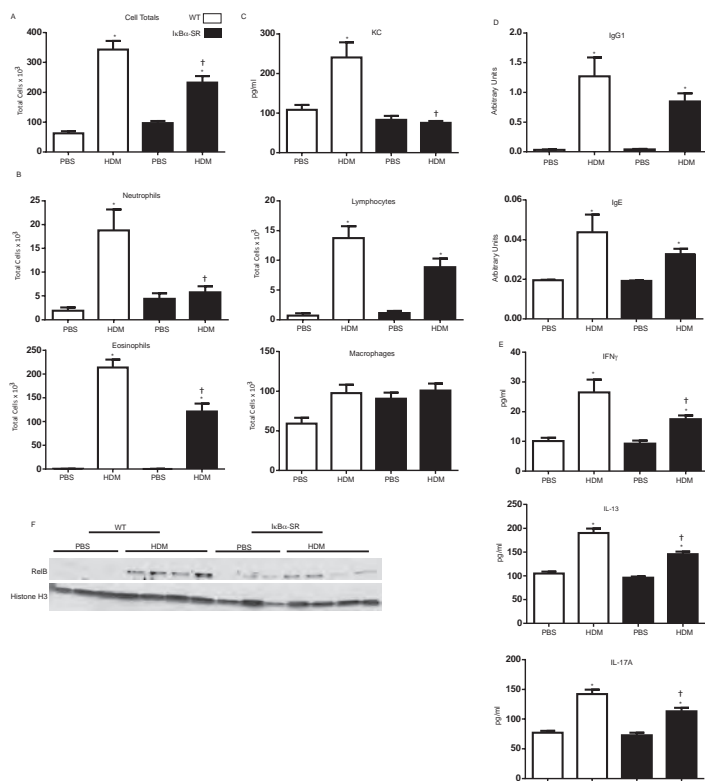 A
Cell Totals
WT
IκBα-SR
Total Cells x 10³
400
300
200
100
0
*
*
†
PBS
HDM
PBS
HDM
C
KC
pg/ml
300
200
100
0
*
†
PBS
HDM
PBS
HDM
D
IgG1
Arbitrary Units
2.0
1.5
1.0
0.5
0.0
*
*
PBS
HDM
PBS
HDM
B
Neutrophils
Total Cells x 10³
25
20
15
10
5
0
*
†
PBS
HDM
PBS
HDM
Lymphocytes
Total Cells x 10³
20
15
10
5
0
*
*
PBS
HDM
PBS
HDM
IgE
Arbitrary Units
0.06
0.04
0.02
0.00
*
*
PBS
HDM
PBS
HDM
Eosinophils
Total Cells x 10³
250
200
150
100
50
0
*
†
*
PBS
HDM
PBS
HDM
Macrophages
Total Cells x 10³
150
100
50
0
PBS
HDM
PBS
HDM
E
IFNγ
pg/ml
40
30
20
10
0
*
†
*
PBS
HDM
PBS
HDM
F
WT
IκBα-SR
PBS
HDM
PBS
HDM
RelB
Histone H3
IL-13
pg/ml
200
150
100
50
0
*
†
*
PBS
HDM
PBS
HDM
IL-17A
pg/ml
200
150
100
50
0
*
†
*